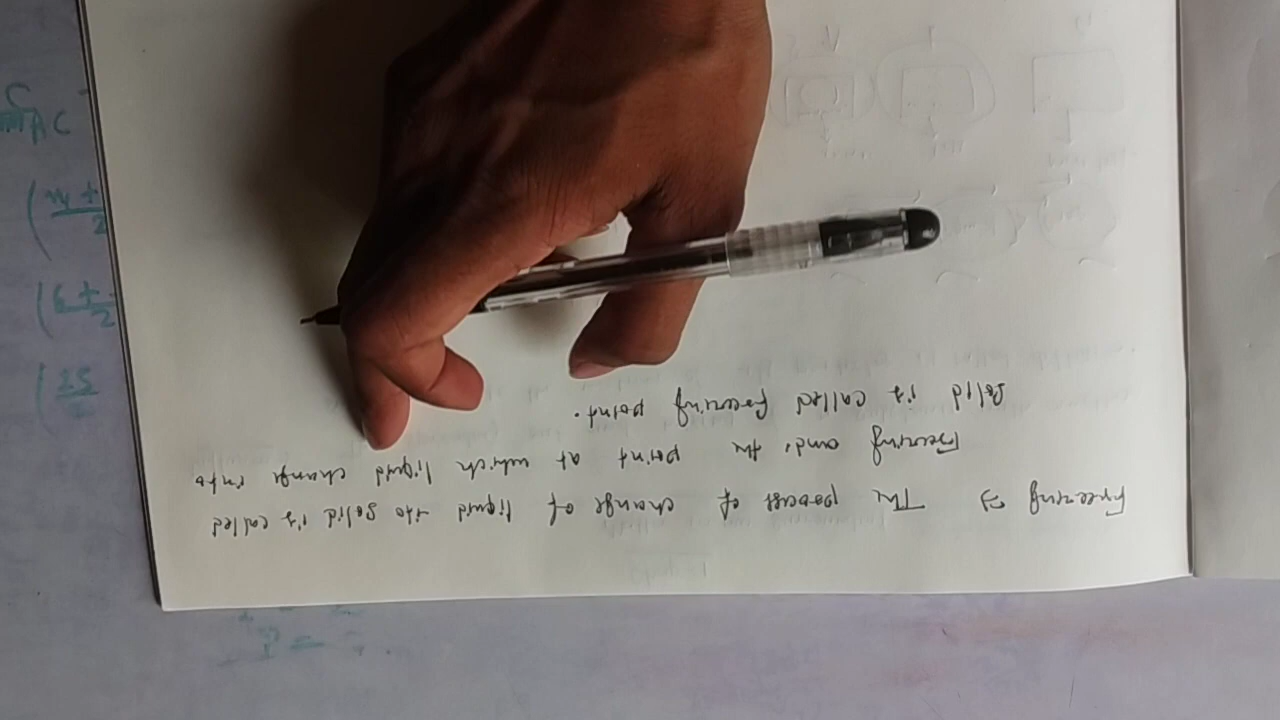 Freezing => The process of change of liquid into solid is called
Freezing and, the point at which liquid change into
Solid is called freezing point.
AC